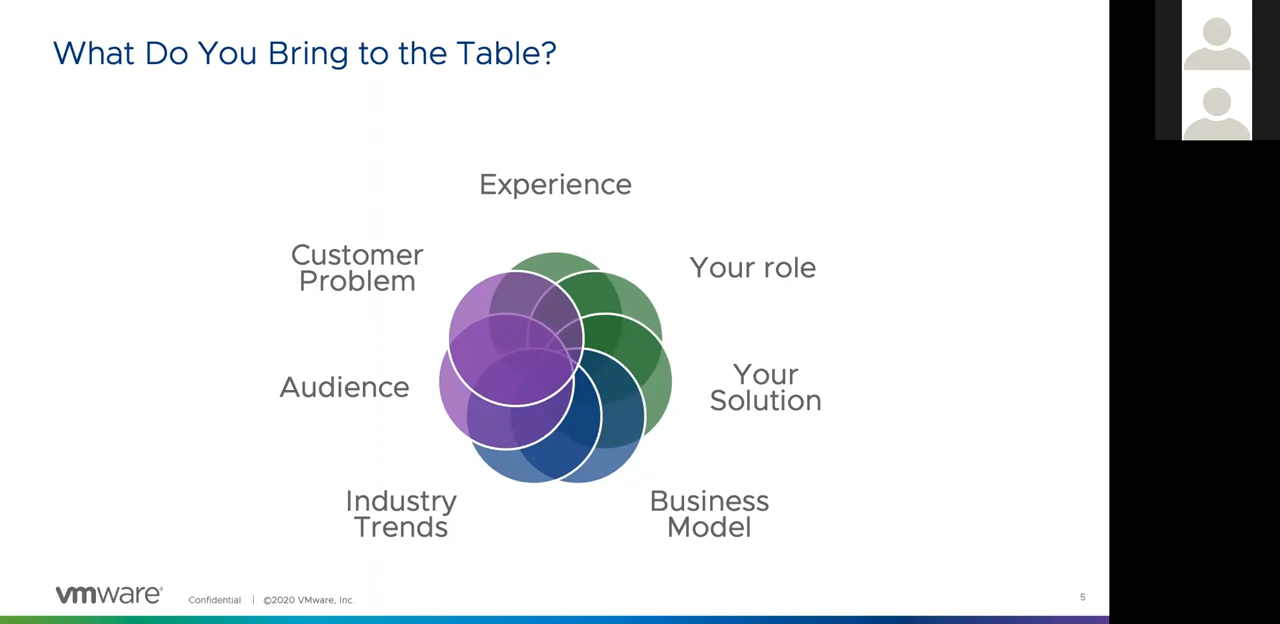 What Do You Bring to the Table?
Experience
Customer
Problem
Your role
Audience
Your
Solution
Industry
Trends
Business
Model
vmware®
Confidential | ©2020 VMware, Inc.
5